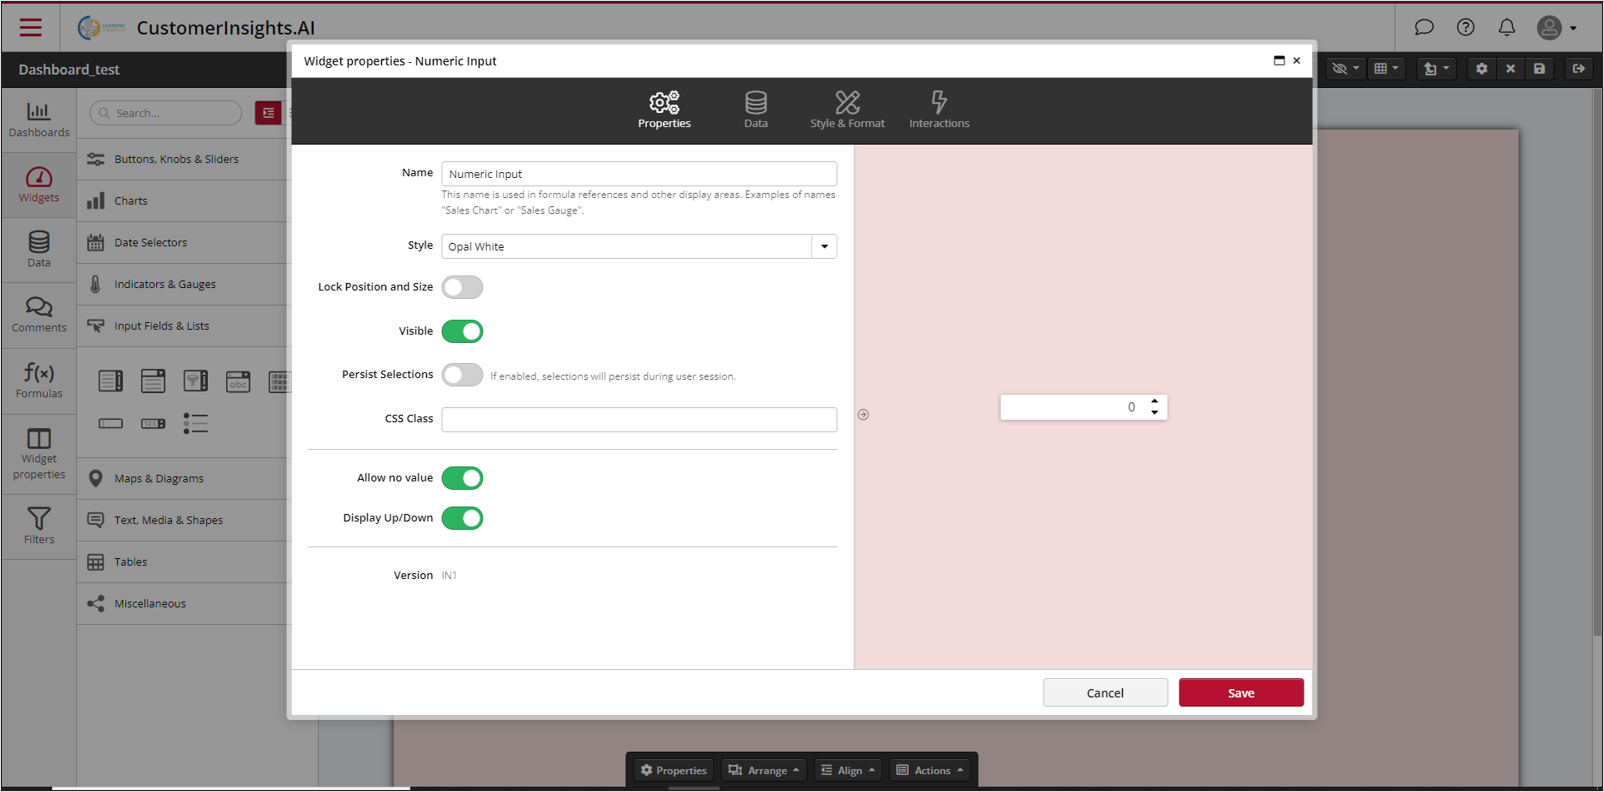 CustomerInsights.AI
Dashboard_test
Dashboards
Widgets
Data
Comments
f(x)
Formulas
Widget
properties
Filters
Search...
Buttons, Knobs & Sliders
Charts
Date Selectors
Indicators & Gauges
Input Fields & Lists
abc
Maps & Diagrams
Text, Media & Shapes
Tables
Miscellaneous
Widget properties - Numeric Input
Properties
Data
Style & Format
Interactions
Name
Numeric Input
This name is used in formula references and other display areas. Examples of names
"Sales Chart" or "Sales Gauge".
Style
Opal White
Lock Position and Size
Visible
Persist Selections
If enabled, selections will persist during user session.
CSS Class
Allow no value
Display Up/Down
Version
IN1
0
Cancel
Save
Properties
Arrange
Align
Actions